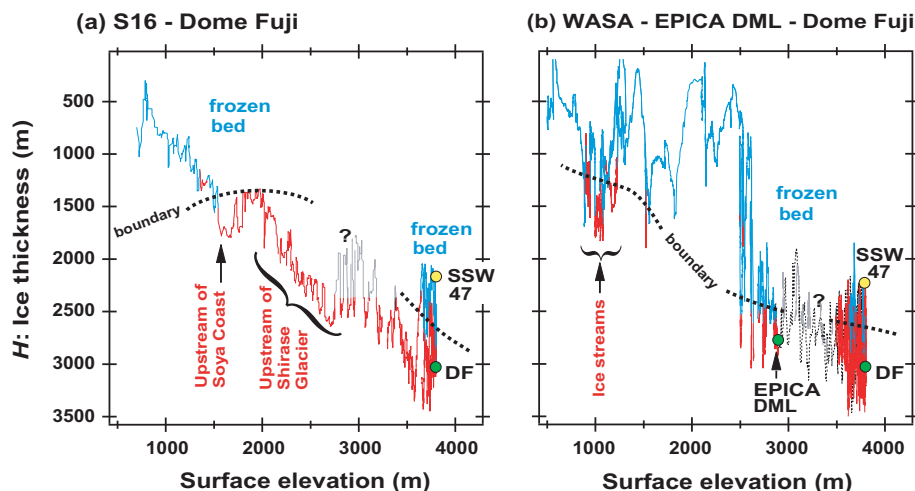 (a) S16 - Dome Fuji
(b) WASA - EPICA DML - Dome Fuji
H: Ice thickness (m)
500
1000
1500
2000
2500
3000
3500
frozen
bed
boundary
?
frozen
bed
SSW
47
DF
Upstream of
Soya Coast
Upstream of
Shirase
Glacier
1000
2000
3000
4000
Surface elevation (m)
frozen
bed
boundary
?
SSW
47
DF
Ice streams
EPICA
DML
1000
2000
3000
4000
Surface elevation (m)